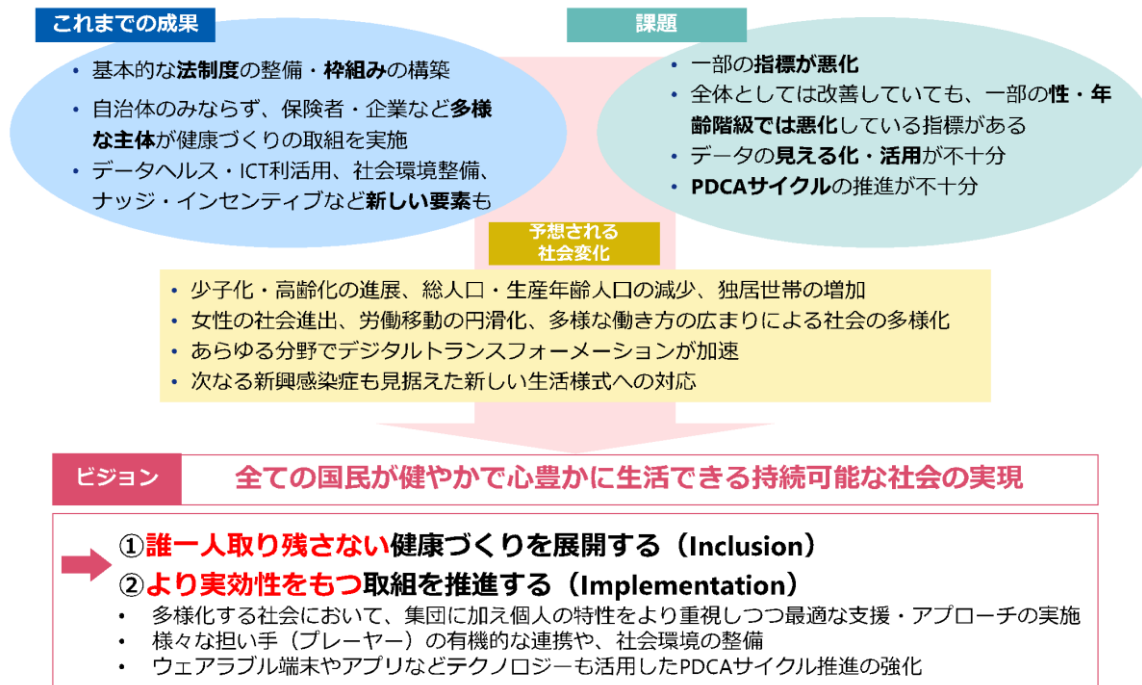 これまでの成果
• 基本的な法制度の整備・枠組みの構築
• 自治体のみならず、保険者・企業など多様
な主体が健康づくりの取組を実施
• データヘルス・ICT利活用、社会環境整備、
ナッジ・インセンティブなど新しい要素も
課題
• 一部の指標が悪化
• 全体としては改善していても、一部の性・年
齢階級では悪化している指標がある
• データの見える化・活用が不十分
• PDCAサイクルの推進が不十分
予想される
社会変化
• 少子化・高齢化の進展、総人口・生産年齢人口の減少、独居世帯の増加
• 女性の社会進出、労働移動の円滑化、多様な働き方の広まりによる社会の多様化
• あらゆる分野でデジタルトランスフォーメーションが加速
• 次なる新興感染症も見据えた新しい生活様式への対応
ビジョン
全ての国民が健やかで心豊かに生活できる持続可能な社会の実現
①誰一人取り残さない健康づくりを展開する（Inclusion）
②より実効性をもつ取組を推進する（Implementation）
• 多様化する社会において、集団に加え個人の特性をより重視しつつ最適な支援・アプローチの実施
• 様々な担い手（プレーヤー）の有機的な連携や、社会環境の整備
• ウェアラブル端末やアプリなどテクノロジーも活用したPDCAサイクル推進の強化